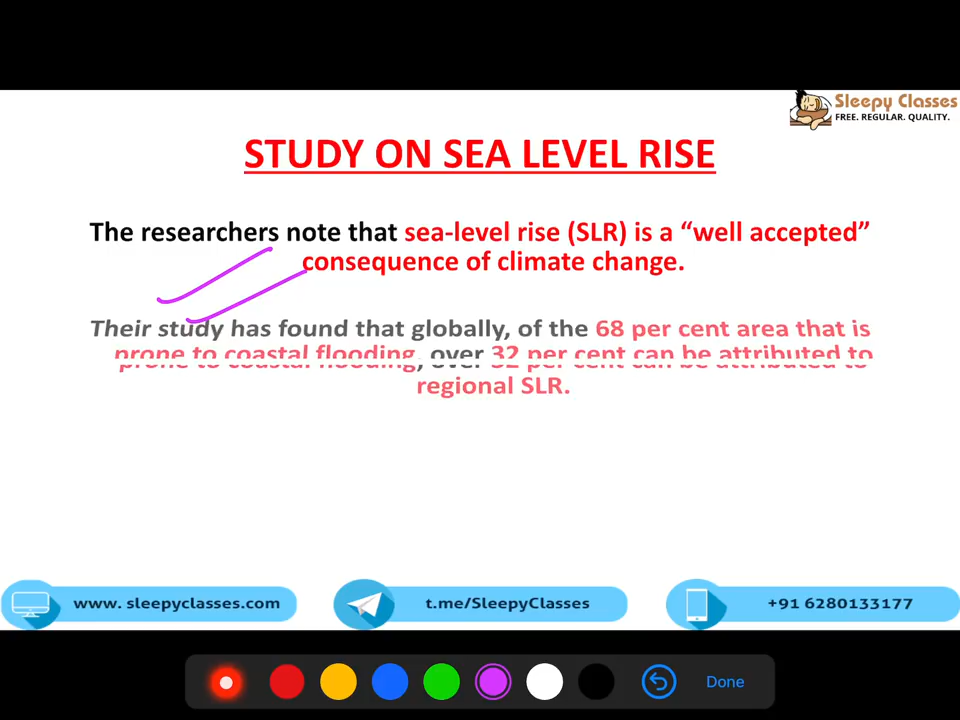 Sleepy Classes
FREE. REGULAR. QUALITY.
STUDY ON SEA LEVEL RISE
The researchers note that sea-level rise (SLR) is a “well accepted”
consequence of climate change.
Their study has found that globally, of the 68 per cent area that is
prone to coastal flooding, over 32 per cent can be attributed to
regional SLR.
www. sleepyclasses.com
t.me/SleepyClasses
+91 6280133177
Done